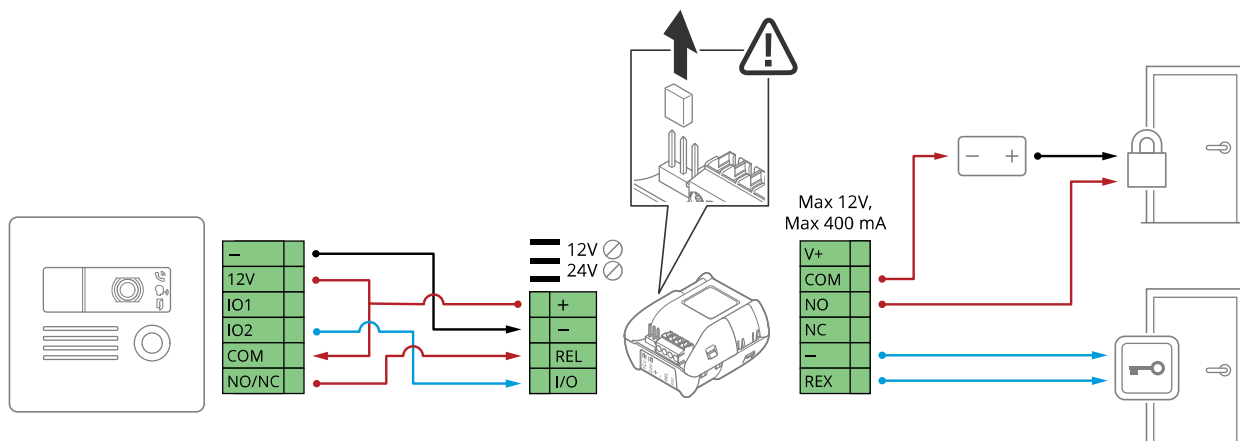 −
12V
IO1
IO2
COM
NO/NC
12V
24V
+
−
REL
I/O
Max 12V,
Max 400 mA
V+
COM
NO
NC
−
REX
− +